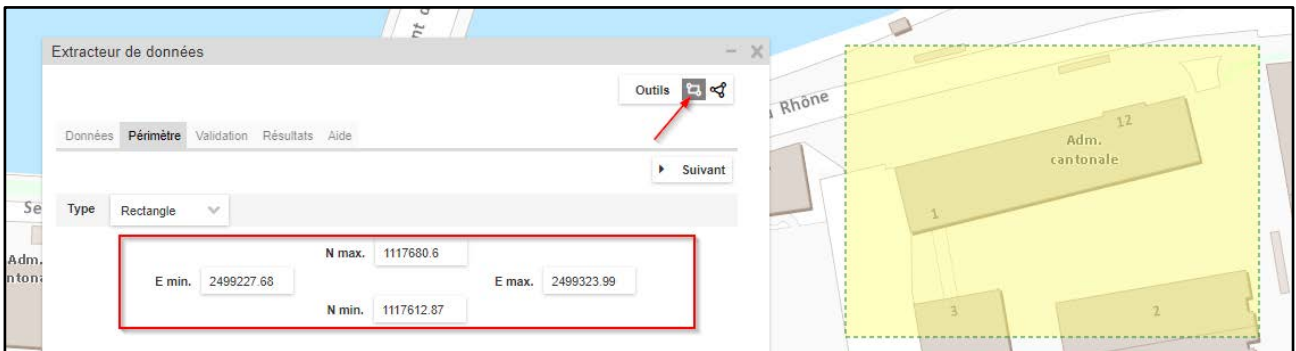 Extracteur de données
Outils
Données Périmètre Validation Résultats Aide
Suivant
Type Rectangle
N max. 1117680.6
E min. 2499227.68 E max. 2499323.99
N min. 1117612.87
Rhône
12
Adm.
cantonale
1
3
2
Se
Adm.